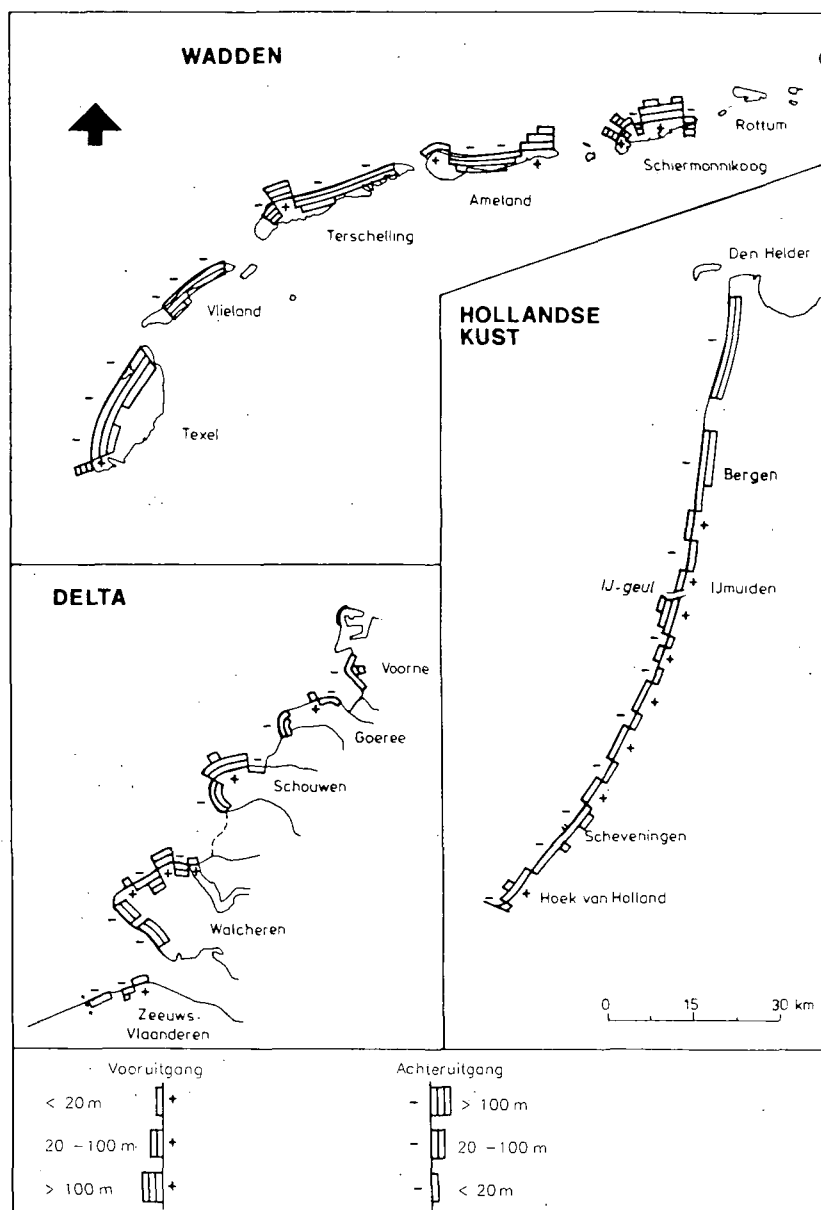 WADDEN
Rottum
Schiermonnikoog
Ameland
Terschelling
Vlieland
Texel
HOLLANDSE
KUST
Den Helder
Bergen
IJ-geul
IJmuiden
Scheveningen
Hoek van Holland
0 15 30 km
DELTA
Voorne
Goeree
Schouwen
Walcheren
Zeeuws-
Vlaanderen
Vooruitgang
< 20 m +
20 - 100 m +
> 100 m +
Achteruitgang
- > 100 m
- 20 - 100 m
- < 20 m